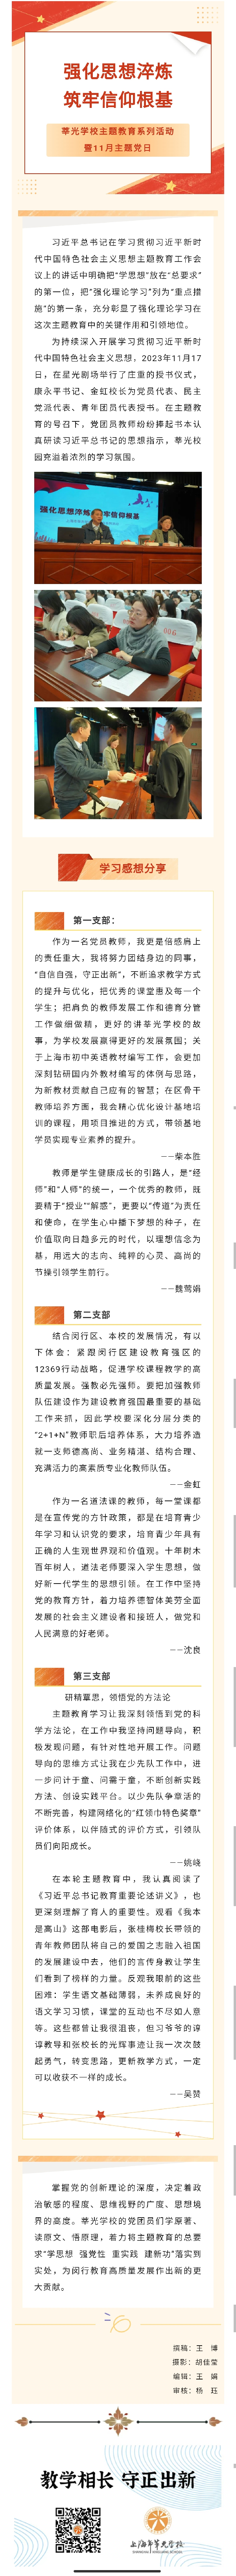 强化思想淬炼
筑牢信仰根基
莘光学校主题教育系列活动
暨11月主题党日
习近平总书记在学习贯彻习近平新时
代中国特色社会主义思想主题教育工作会
议上的讲话中明确把“学思想”放在“总要求”
的第一位，把“强化理论学习”列为“重点措
施”的第一条，充分彰显了强化理论学习在
这次主题教育中的关键作用和引领地位。
为持续深入开展学习贯彻习近平新时
代中国特色社会主义思想，2023年11月17
日，在星光剧场举行了庄重的授书仪式，
康永平书记、金虹校长为党员代表、民主
党派代表、青年团员代表授书。在主题教
育的号召下，党团员教师纷纷捧起书本认
真研读习近平总书记的思想指示，莘光校
园充溢着浓烈的学习氛围。
强化思想淬炼 筑牢信仰根基
学习感想分享
第一支部：
作为一名党员教师，我更是倍感肩上
的责任重大，我将努力团结身边的同事，
“自信自强，守正出新”，不断追求教学方式
的提升与优化，把优秀的课堂惠及每一个
学生；把肩负的教师发展工作和德育分管
工作做细做精，更好的讲莘光学校的故
事，为学校发展赢得更好的发展氛围；关
于上海市初中英语教材编写工作，会更加
深刻钻研国内外教材编写的体例与思路，
为新教材贡献自己应有的智慧；在区骨干
教师培养方面，我会精心优化设计基地培
训的课程，用项目推进的方式，带领基地
学员实现专业素养的提升。
——柴本胜
教师是学生健康成长的引路人，是“经
师”和“人师”的统一，一个优秀的教师，既
要精于“授业”“解惑”，更要以“传道”为责任
和使命，在学生心中播下梦想的种子，在
价值取向日趋多元的时代，以理想信念为
基，用远大的志向、纯粹的心灵、高尚的
节操引领学生前行。
——魏莺娟
第二支部
结合闵行区、本校的发展情况，有以
下体会：紧跟闵行区建设教育强区的
12369行动战略，促进学校课程教学的高
质量发展。强教必先强师。要把加强教师
队伍建设作为建设教育强国最重要的基础
工作来抓，因此学校要深化分层分类的
“2+1+N”教师职后培养体系，大力培养造
就一支师德高尚、业务精湛、结构合理、
充满活力的高素质专业化教师队伍。
——金虹
作为一名道法课的教师，每一堂课都
是在宣传党的方针政策，都是在培育青少
年学习和认识党的要求，培育青少年具有
正确的人生观世界观和价值观。十年树木
百年树人，道法老师要深入学生思想，做
好新一代学生的思想引领。在工作中坚持
党的教育方针，着力培养德智体美劳全面
发展的社会主义建设者和接班人，做党和
人民满意的好老师。
——沈良
第三支部
研精覃思，领悟党的方法论
主题教育学习让我深刻领悟到党的科
学方法论，在工作中我坚持问题导向，积
极发现问题，有针对性地开展工作。问题
导向的思维方式让我在少先队工作中，进
一步问计于童、问需于童，不断创新实践
方法、创设实践平台。以少先队争章活的
不断完善，构建网络化的“红领巾特色奖章”
评价体系，以伴随式的评价方式，引领队
员们向阳成长。
——姚峣
在本轮主题教育中，我认真阅读了
《习近平总书记教育重要论述讲义》，也
更深刻理解了育人的重要性。观看《我本
是高山》这部电影后，张桂梅校长带领的
青年教师团队将自己的爱国之志融入祖国
的发展建设中去，他们的言传身教让学生
们看到了榜样的力量。反观我眼前的这些
困难：学生语文基础薄弱，未养成良好的
语文学习习惯，课堂的互动也不尽如人意
等。这些都曾让我很沮丧，但习爷爷的谆
谆教导和张校长的光辉事迹让我一次次鼓
起勇气，转变思路，更新教学方式，一定
可以收获不一样的成长。
——吴赟
掌握党的创新理论的深度，决定着政
治敏感的程度、思维视野的广度、思想境
界的高度。莘光学校的党团员们学原著、
读原文、悟原理，着力将主题教育的总要
求“学思想 强党性 重实践 建新功”落实到
实处，为闵行教育高质量发展作出新的更
大贡献。
撰稿：王 博
摄影：胡佳莹
编辑：王 娟
审核：杨 珏
教学相长 守正出新
上海市莘光学校